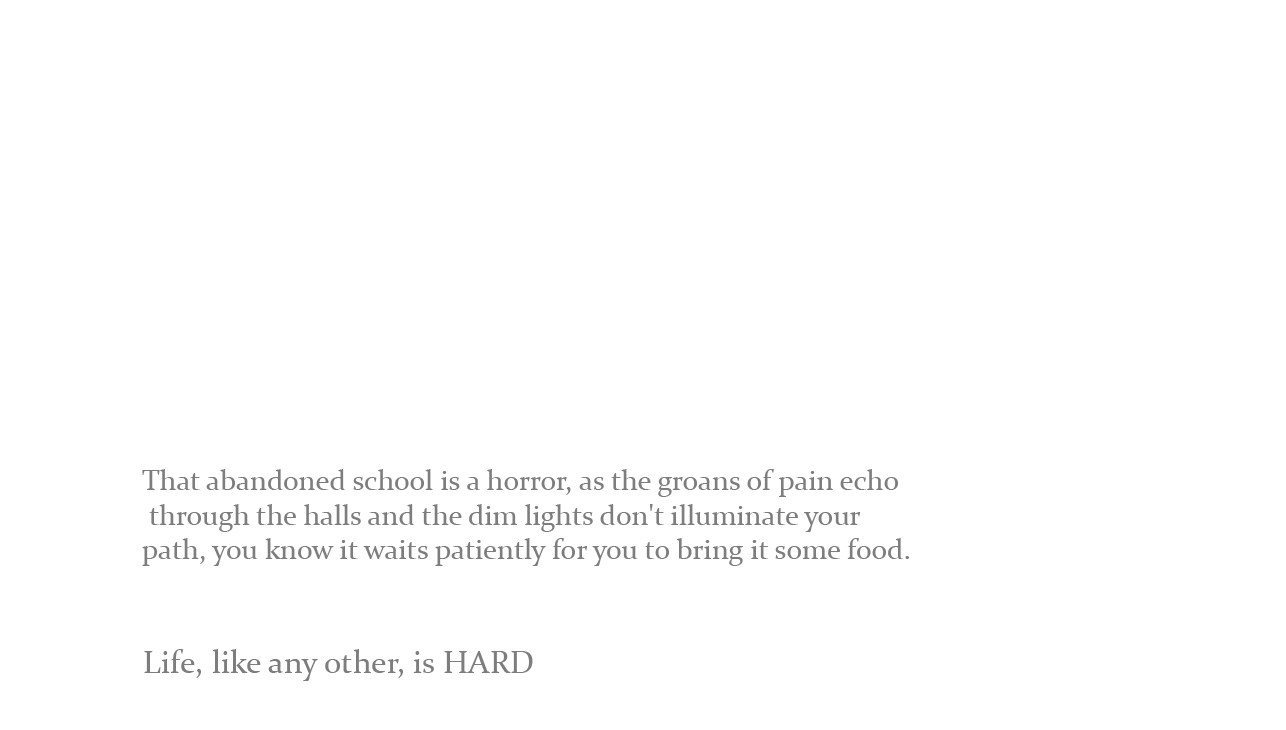 That abandoned school is a horror, as the groans of pain echo
through the halls and the dim lights don't illuminate your
path, you know it waits patiently for you to bring it some food.
Life, like any other, is HARD